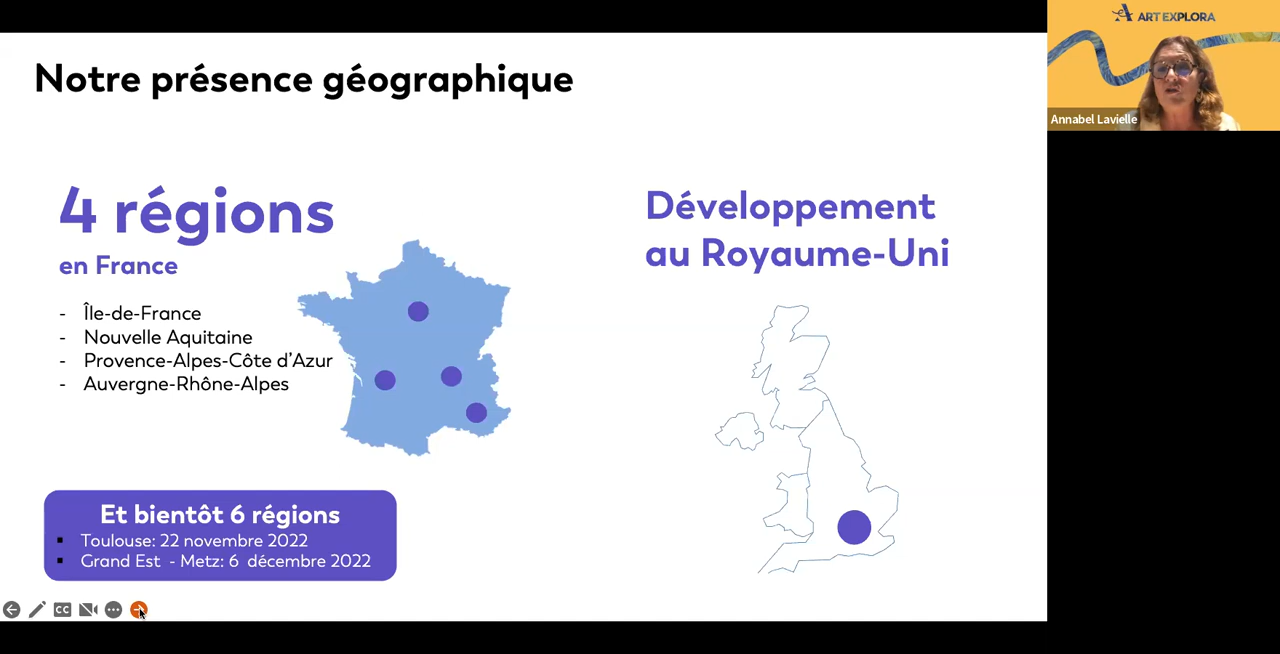 Notre présence géographique
4 régions
en France
- Île-de-France
- Nouvelle Aquitaine
- Provence-Alpes-Côte d'Azur
- Auvergne-Rhône-Alpes
Et bientôt 6 régions
▪ Toulouse: 22 novembre 2022
▪ Grand Est - Metz: 6 décembre 2022
Développement
au Royaume-Uni
CC
ART EXPLORA
Annabel Lavielle